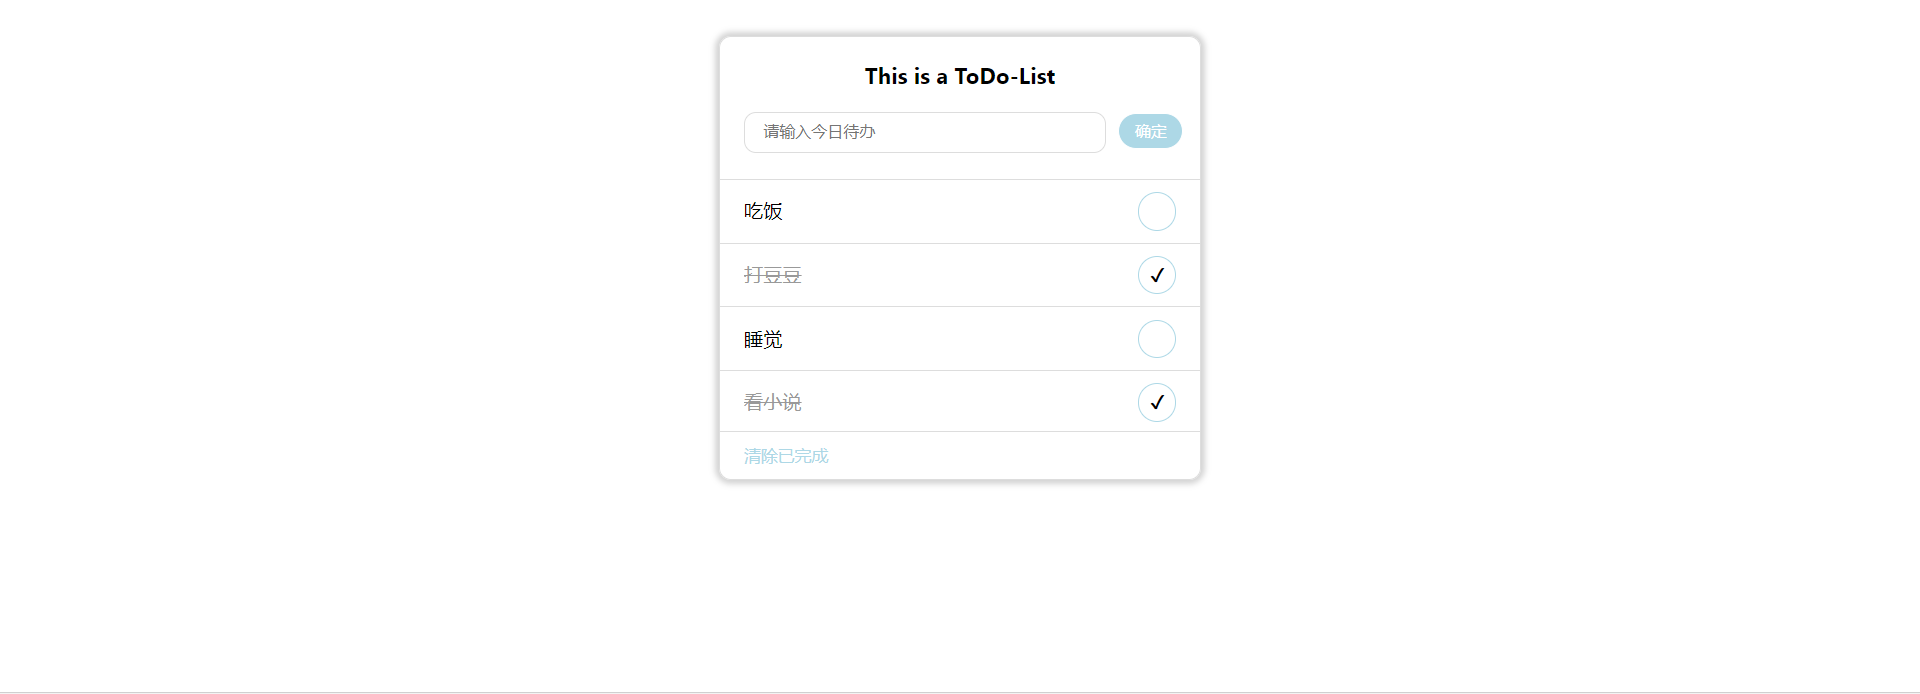 This is a ToDo-List
请输入今日待办
确定
吃饭
打豆豆
✓
睡觉
看小说
✓
清除已完成